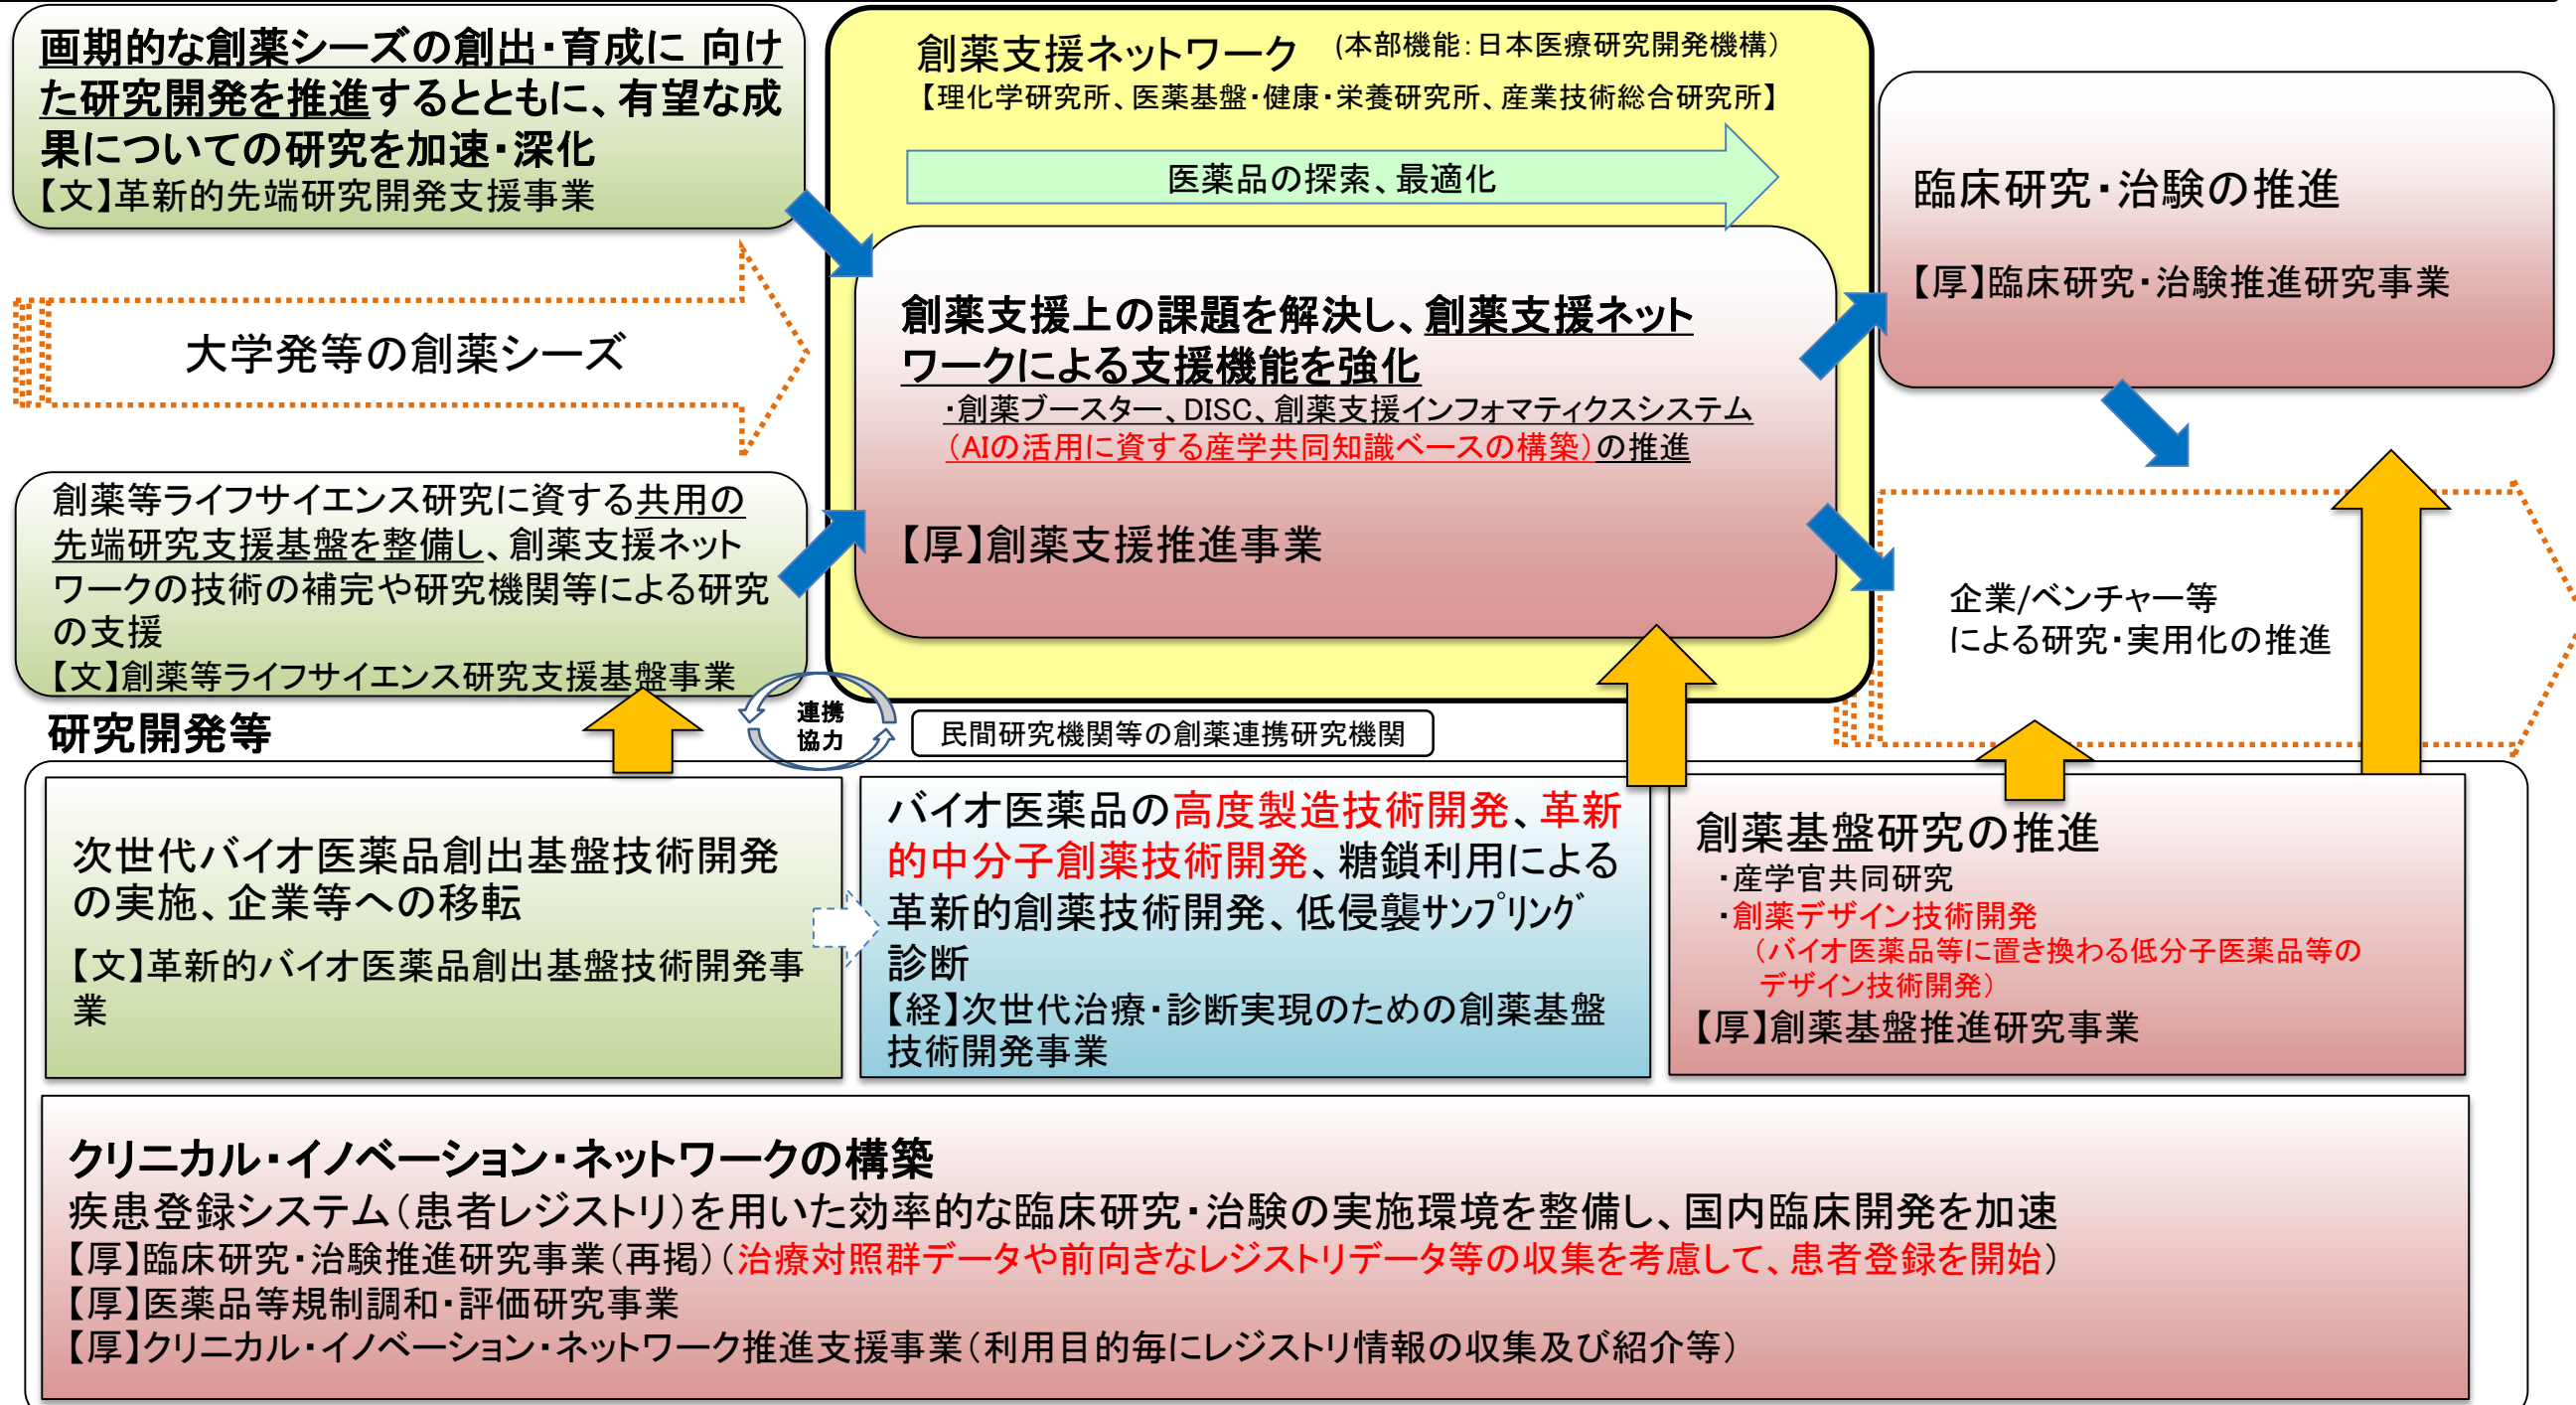 画期的な創薬シーズの創出・育成に 向け
た研究開発を推進するとともに、有望な成
果についての研究を加速・深化
【文】革新的先端研究開発支援事業
大学発等の創薬シーズ
創薬等ライフサイエンス研究に資する共用の
先端研究支援基盤を整備し、創薬支援ネット
ワークの技術の補完や研究機関等による研究
の支援
【文】創薬等ライフサイエンス研究支援基盤事業
創薬支援ネットワーク (本部機能：日本医療研究開発機構)
【理化学研究所、医薬基盤・健康・栄養研究所、産業技術総合研究所】
医薬品の探索、最適化
創薬支援上の課題を解決し、創薬支援ネット
ワークによる支援機能を強化
・創薬ブースター、DISC、創薬支援インフォマティクスシステム
（AIの活用に資する産学共同知識ベースの構築）の推進
【厚】創薬支援推進事業
臨床研究・治験の推進
【厚】臨床研究・治験推進研究事業
企業/ベンチャー等
による研究・実用化の推進
連携
協力
民間研究機関等の創薬連携研究機関
研究開発等
次世代バイオ医薬品創出基盤技術開発
の実施、企業等への移転
【文】革新的バイオ医薬品創出基盤技術開発事
業
バイオ医薬品の高度製造技術開発、革新
的中分子創薬技術開発、糖鎖利用による
革新的創薬技術開発、低侵襲ｻﾝﾌﾟﾘﾝｸﾞ
診断
【経】次世代治療・診断実現のための創薬基盤
技術開発事業
創薬基盤研究の推進
・産学官共同研究
・創薬デザイン技術開発
（バイオ医薬品等に置き換わる低分子医薬品等の
デザイン技術開発）
【厚】創薬基盤推進研究事業
クリニカル・イノベーション・ネットワークの構築
疾患登録システム（患者レジストリ）を用いた効率的な臨床研究・治験の実施環境を整備し、国内臨床開発を加速
【厚】臨床研究・治験推進研究事業（再掲）（治療対照群データや前向きなレジストリデータ等の収集を考慮して、患者登録を開始）
【厚】医薬品等規制調和・評価研究事業
【厚】クリニカル・イノベーション・ネットワーク推進支援事業（利用目的毎にレジストリ情報の収集及び紹介等）